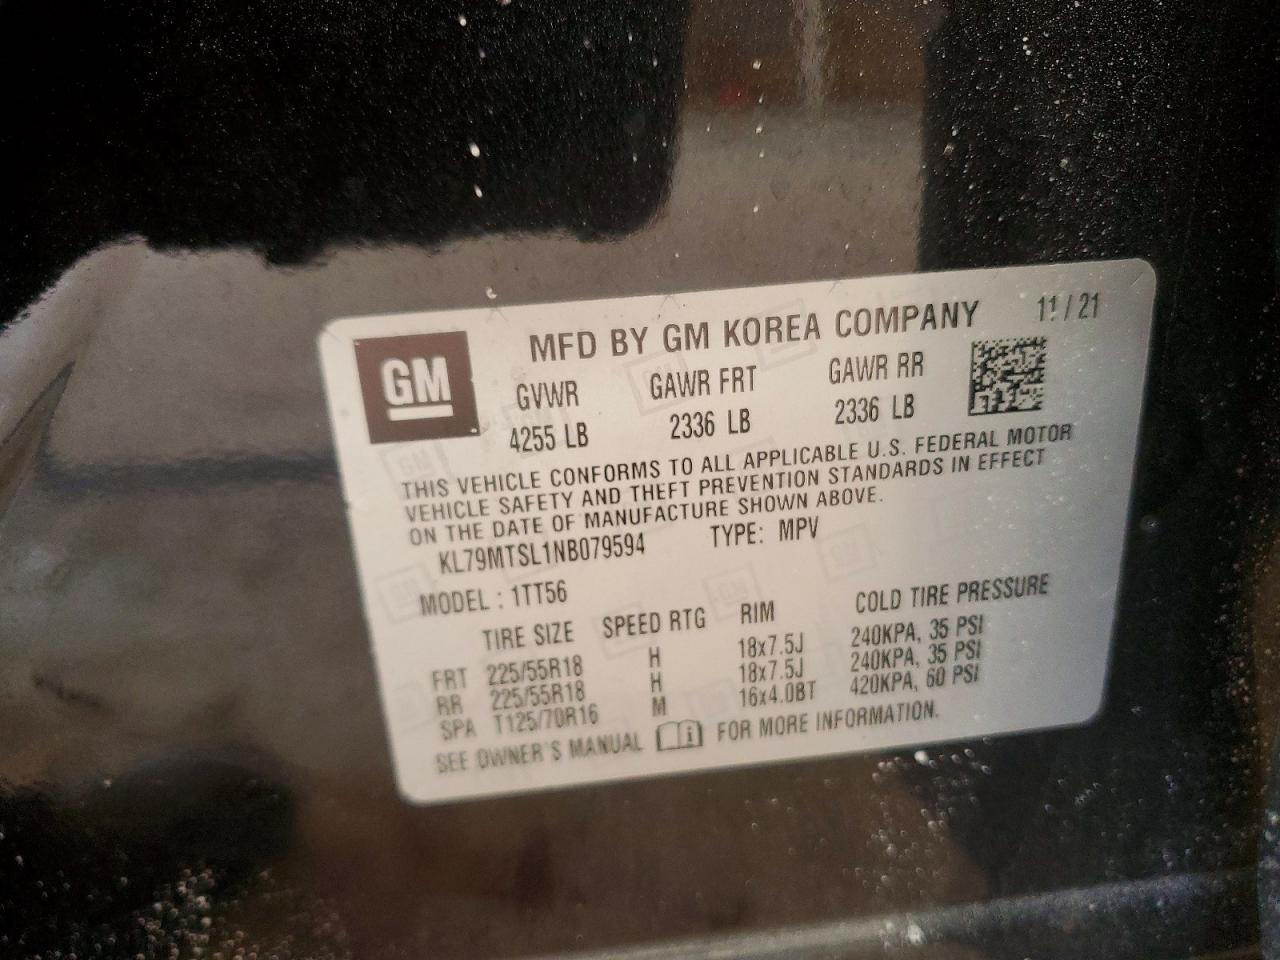 GM
MFD BY GM KOREA COMPANY 11/21
GVWR GAWR FRT GAWR RR
4255 LB 2336 LB 2336 LB
THIS VEHICLE CONFORMS TO ALL APPLICABLE U.S. FEDERAL MOTOR
VEHICLE SAFETY AND THEFT PREVENTION STANDARDS IN EFFECT
ON THE DATE OF MANUFACTURE SHOWN ABOVE.
KL79MTSL1NB079594 TYPE: MPV
MODEL : 1TT56
TIRE SIZE SPEED RTG RIM COLD TIRE PRESSURE
FRT 225/55R18 H 18x7.5J 240KPA, 35 PSI
RR 225/55R18 H 18x7.5J 240KPA, 35 PSI
SPA T125/70R16 M 16x4.0BT 420KPA, 60 PSI
SEE OWNER'S MANUAL i FOR MORE INFORMATION.